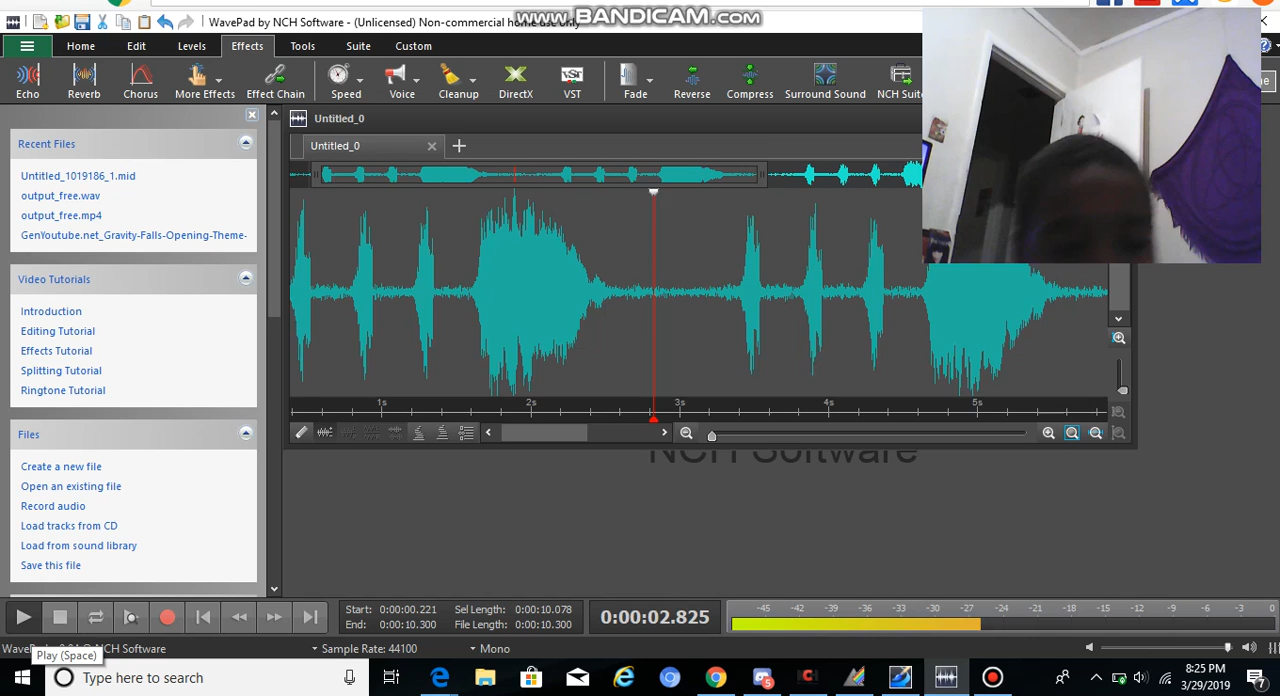 WavePad by NCH Software - (Unlicensed) Non-commercial home use only
www.BANDICAM.com
Home Edit Levels Effects Tools Suite Custom
Echo Reverb Chorus More Effects Effect Chain Speed Voice Cleanup DirectX VST Fade Reverse Compress Surround Sound NCH Suite
Untitled_0
Untitled_0
Recent Files
Untitled_1019186_1.mid
output_free.wav
output_free.mp4
GenYoutube.net_Gravity-Falls-Opening-Theme-
Video Tutorials
Introduction
Editing Tutorial
Effects Tutorial
Splitting Tutorial
Ringtone Tutorial
Files
Create a new file
Open an existing file
Record audio
Load tracks from CD
Load from sound library
Save this file
1s 2s 3s 4s 5s
NCH Software
Start: 0:00:00.221 Sel Length: 0:00:10.078
End: 0:00:10.300 File Length: 0:00:10.300
0:00:02.825
-45 -42 -39 -36 -33 -30 -27 -24 -21 -18 -15 -12 -9 -6 -3 0
NCH Software
Sample Rate: 44100
Mono
Play (Space)
Type here to search
8:25 PM
3/29/2019